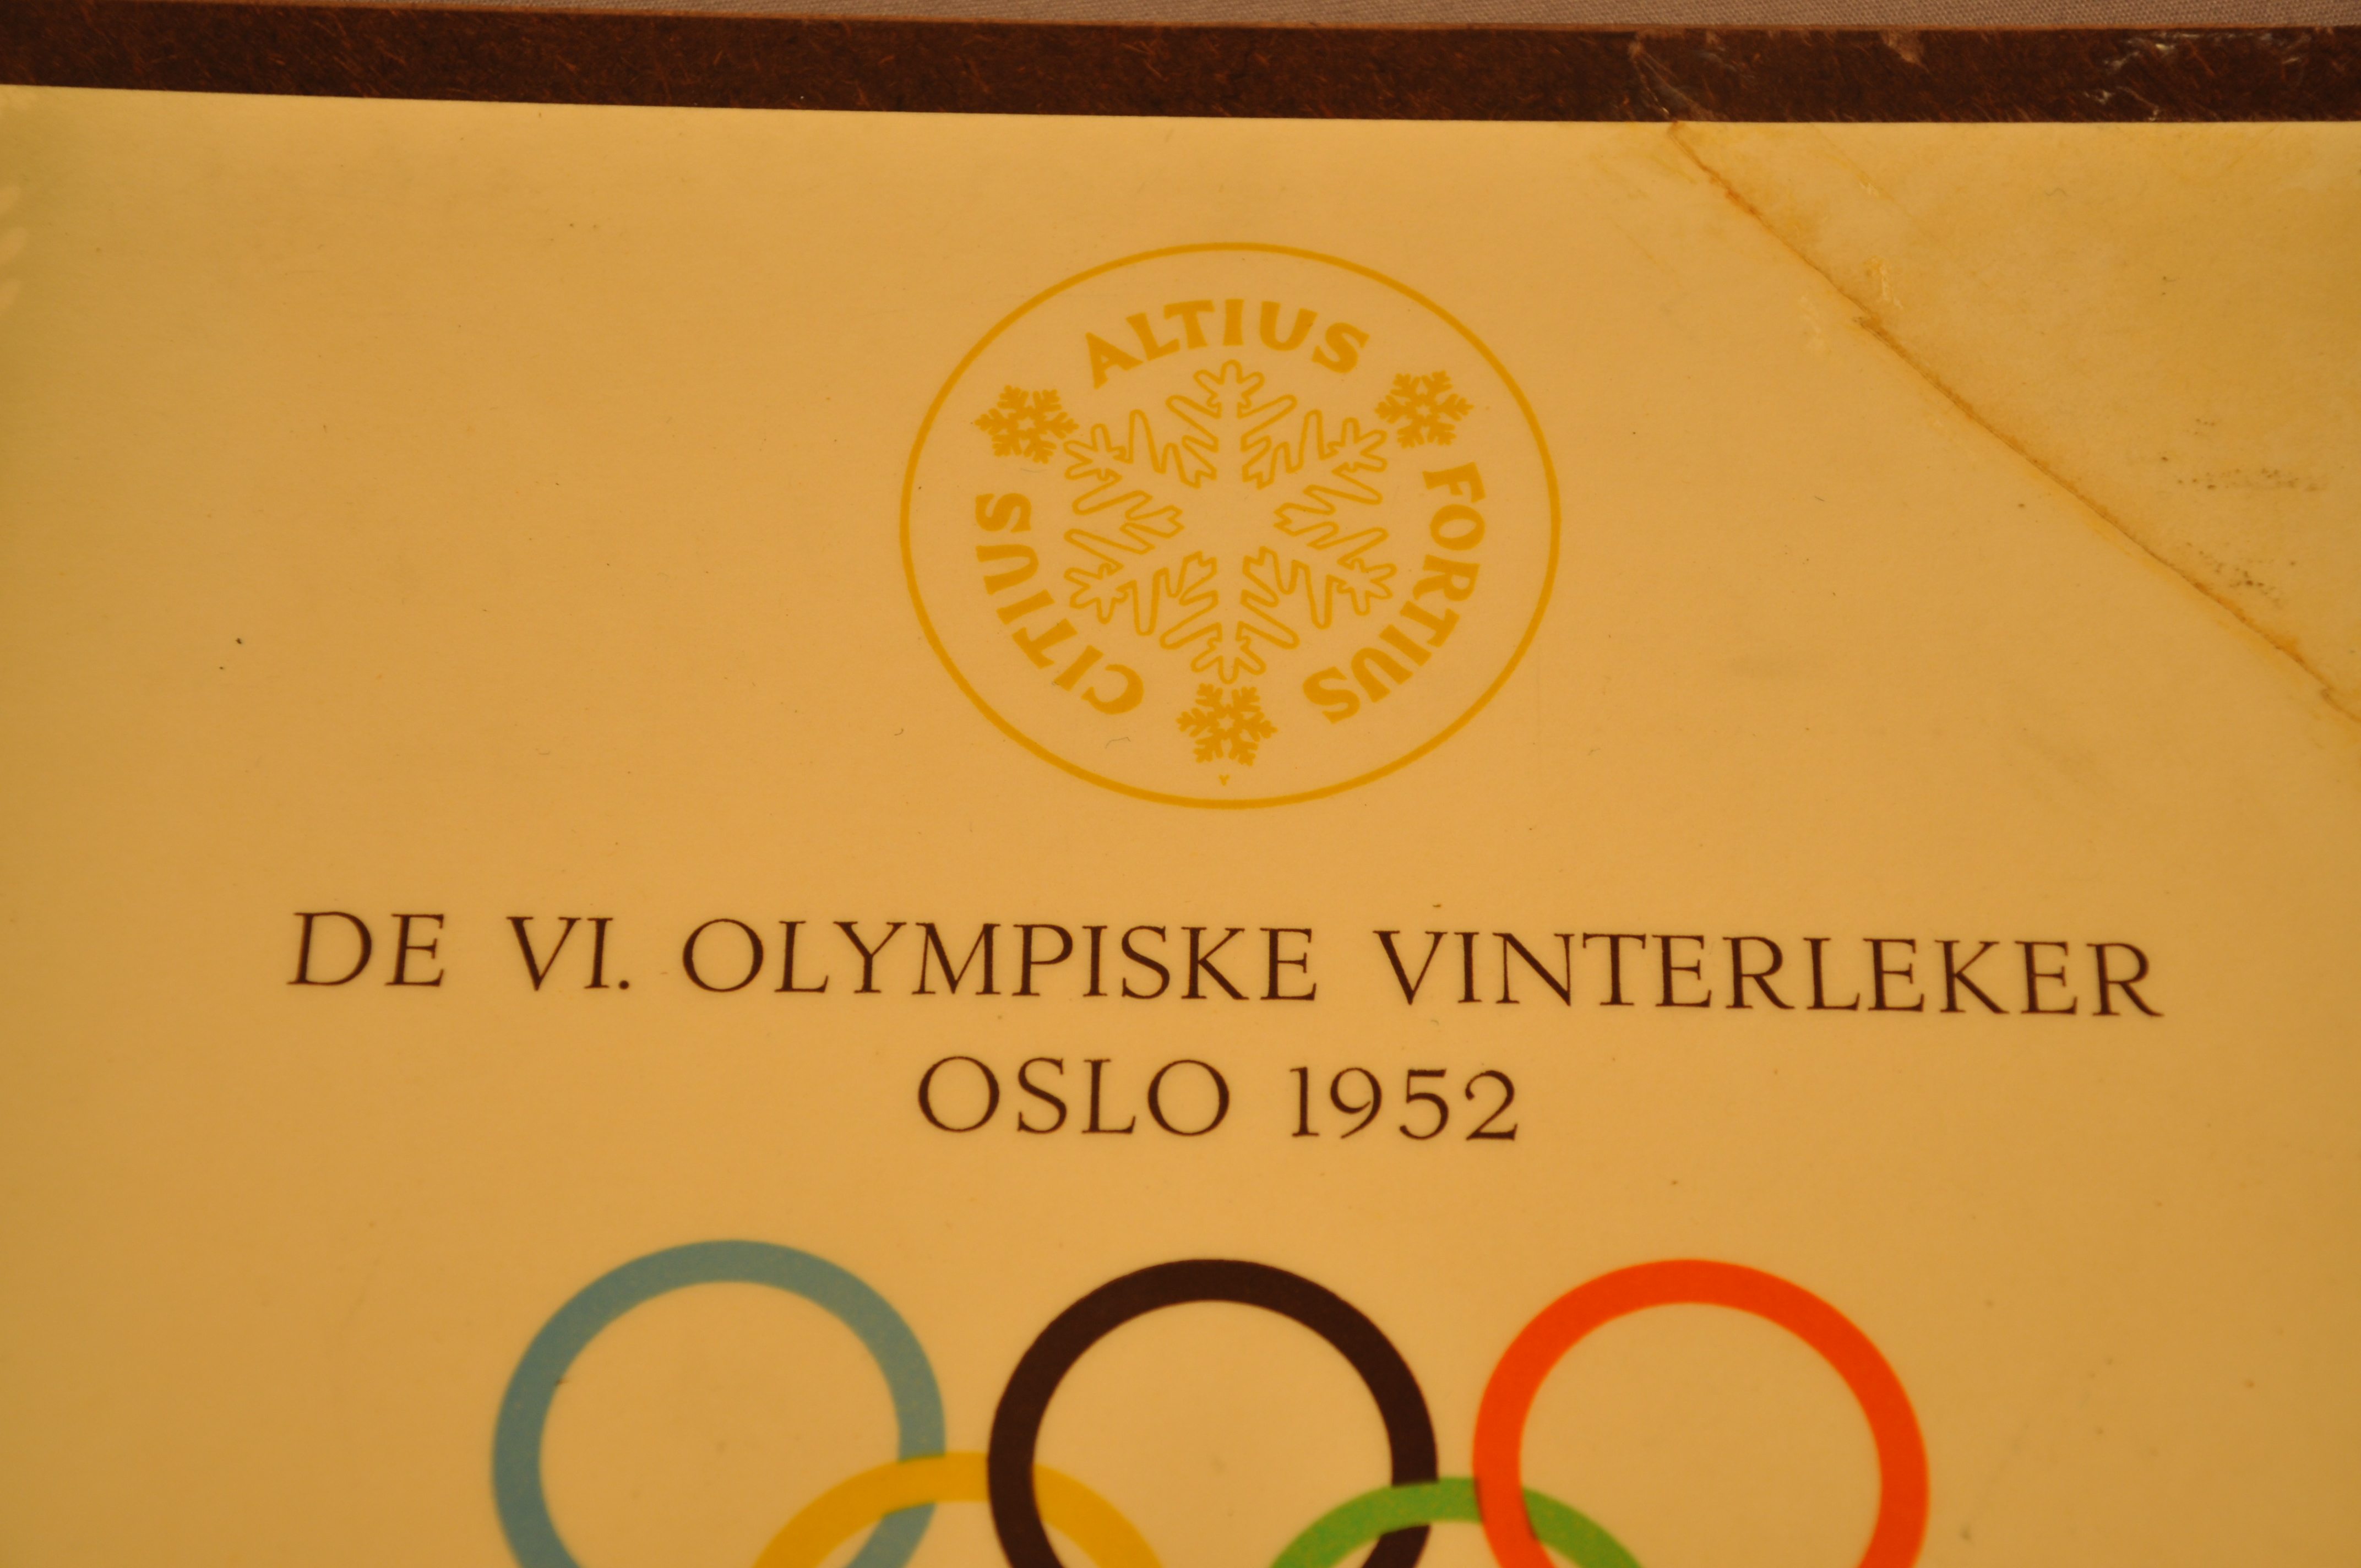 CITIUS ALTIUS FORTIUS
DE VI. OLYMPISKE VINTERLEKER
OSLO 1952